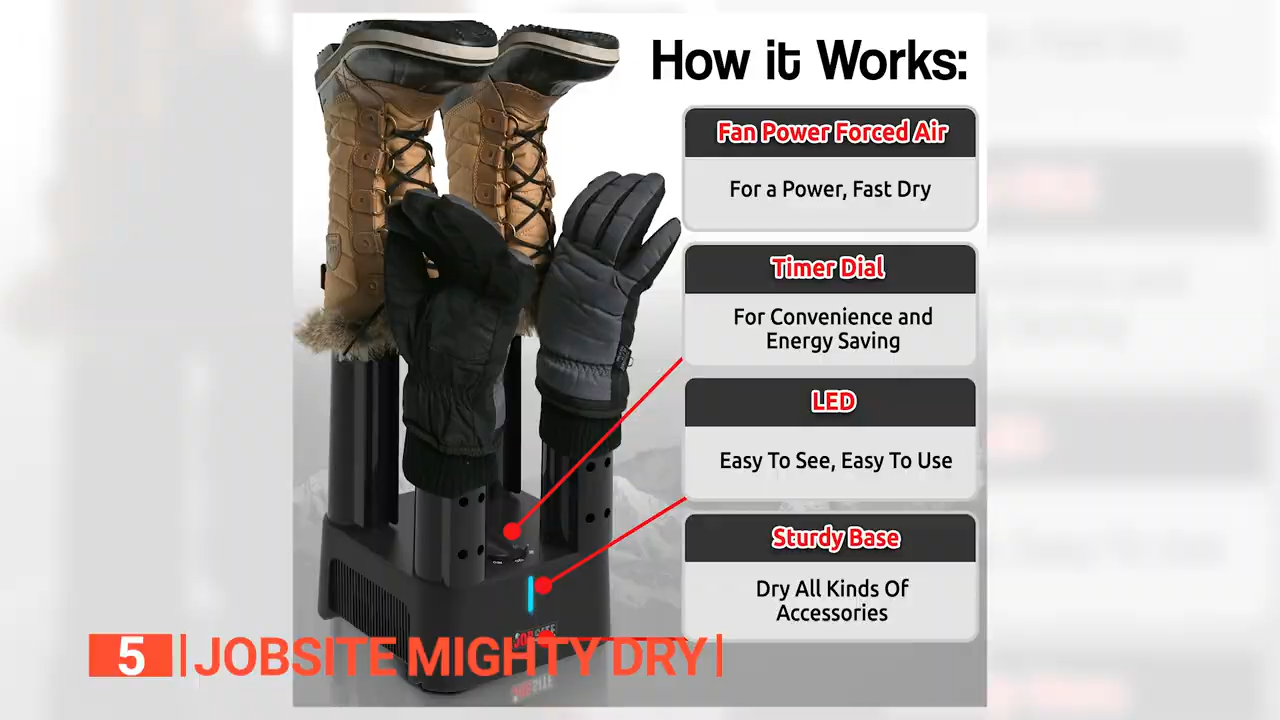 How it Works:
Fan Power Forced Air
For a Power, Fast Dry
Timer Dial
For Convenience and
Energy Saving
LED
Easy To See, Easy To Use
Sturdy Base
Dry All Kinds Of
Accessories
JOBSITE
5 JOBSITE MIGHTY DRY